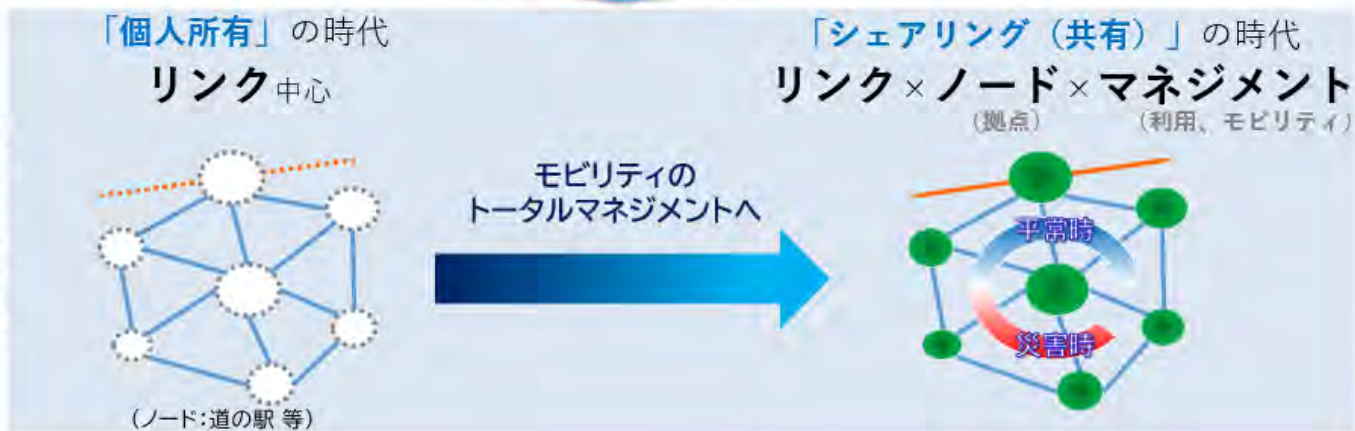 「個人所有」の時代
リンク中心
(ノード:道の駅 等)
モビリティの
トータルマネジメントへ
「シェアリング(共有)」の時代
リンク×ノード×マネジメント
(拠点)
(利用、モビリティ)
平常時
災害時